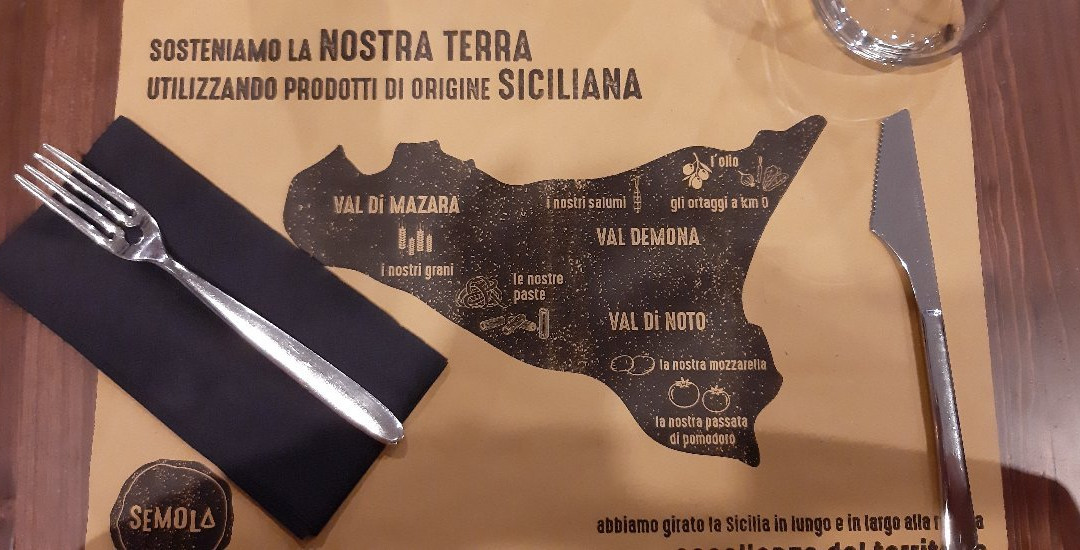 SOSTENIAMO LA NOSTRA TERRA
UTILIZZANDO PRODOTTI DI ORIGINE SICILIANA
l'olio
VAL Di MAZARA
i nostri salumi
gli ortaggi a km 0
VAL DEMONA
i nostri grani
le nostre
paste
VAL Di NOTO
la nostra mozzarella
la nostra passata
di pomodoro
SEMOLA
abbiamo girato la Sicilia in lungo e in largo alla
del